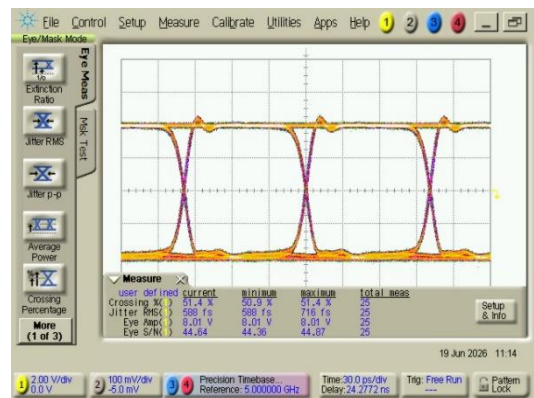 File Control Setup Measure Calibrate Utilities Apps Help 1 2 3 4
Eye/Mask Mode
Eye Meas
Msk Test
Extinction
Ratio
Jitter RMS
Jitter p-p
Average
Power
Crossing
Percentage
More
(1 of 3)
Measure
user defined current minimum maximum total meas
Crossing %(1) 51.4 % 50.9 % 51.4 % 25
Jitter RMS(1) 588 fs 588 fs 716 fs 25
Eye Amp(1) 8.01 V 8.01 V 8.01 V 25
Eye S/N(1) 44.64 44.36 44.87 25
Setup
& Info
19 Jun 2026 11:14
1 2.00 V/div
0.0 V
2 100 mV/div
-5.0 mV
3 4 Precision Timebase...
Reference: 5.000000 GHz
Time:30.0 ps/div
Delay:24.2772 ns
Trig: Free Run
Pattern
Lock